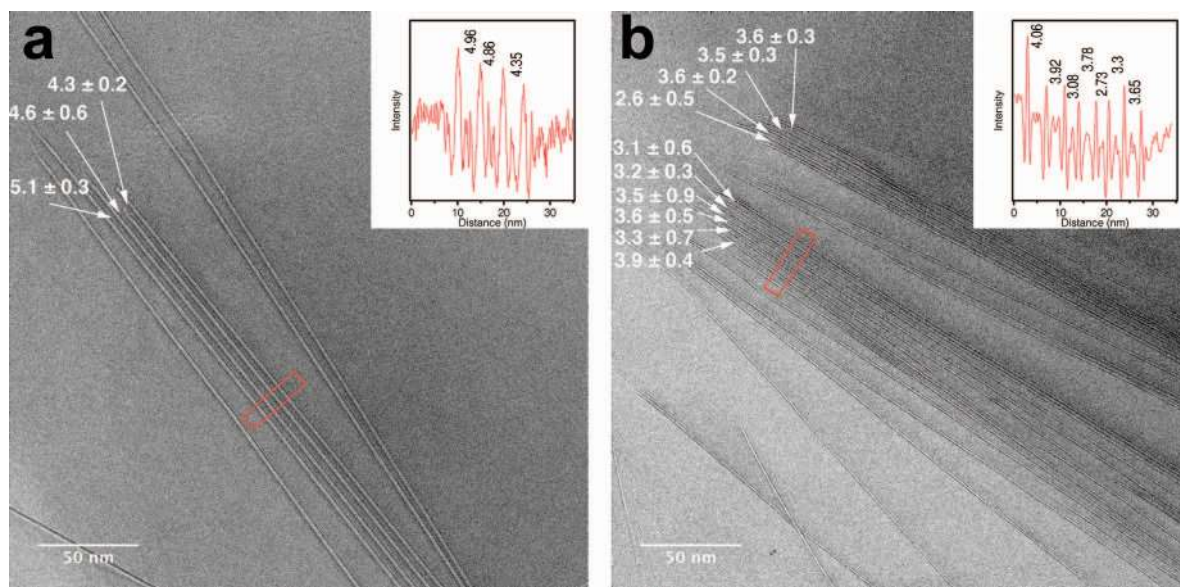 a
4.3 ± 0.2
4.6 ± 0.6
5.1 ± 0.3
50 nm
Intensity
4.96
4.86
4.35
0
10
20
30
Distance (nm)
b
3.6 ± 0.3
3.5 ± 0.3
3.6 ± 0.2
2.6 ± 0.5
3.1 ± 0.6
3.2 ± 0.3
3.5 ± 0.9
3.6 ± 0.5
3.3 ± 0.7
3.9 ± 0.4
50 nm
Intensity
4.06
3.92
3.08
3.78
2.73
3.3
3.65
0
10
20
30
Distance (nm)